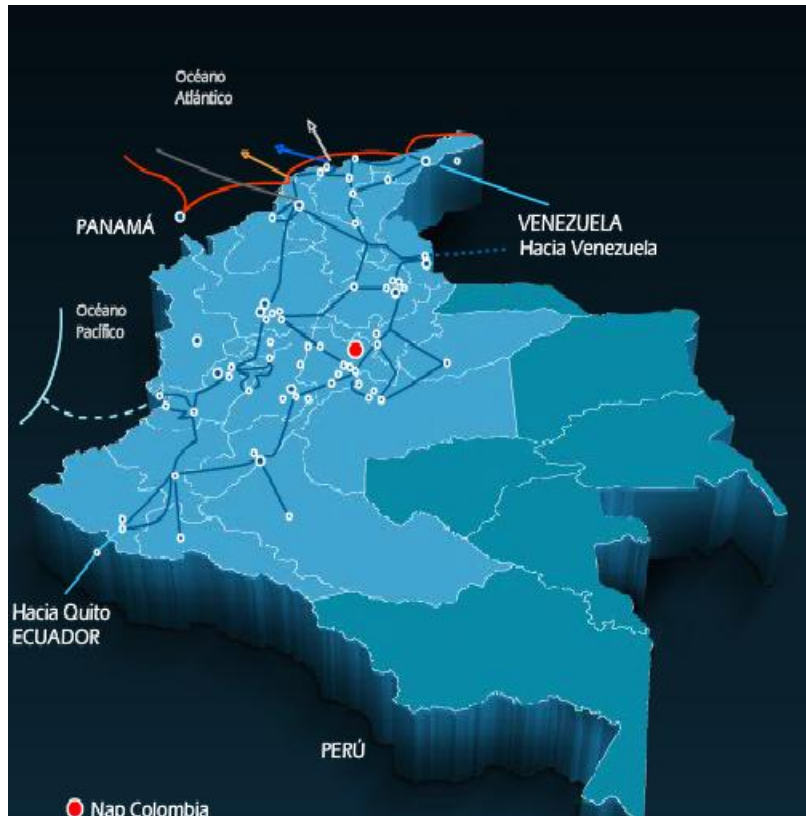 Océano
Atlántico
PANAMÁ
VENEZUELA
Hacia Venezuela
Océano
Pacífico
Hacia Quito
ECUADOR
PERÚ
Nap Colombia